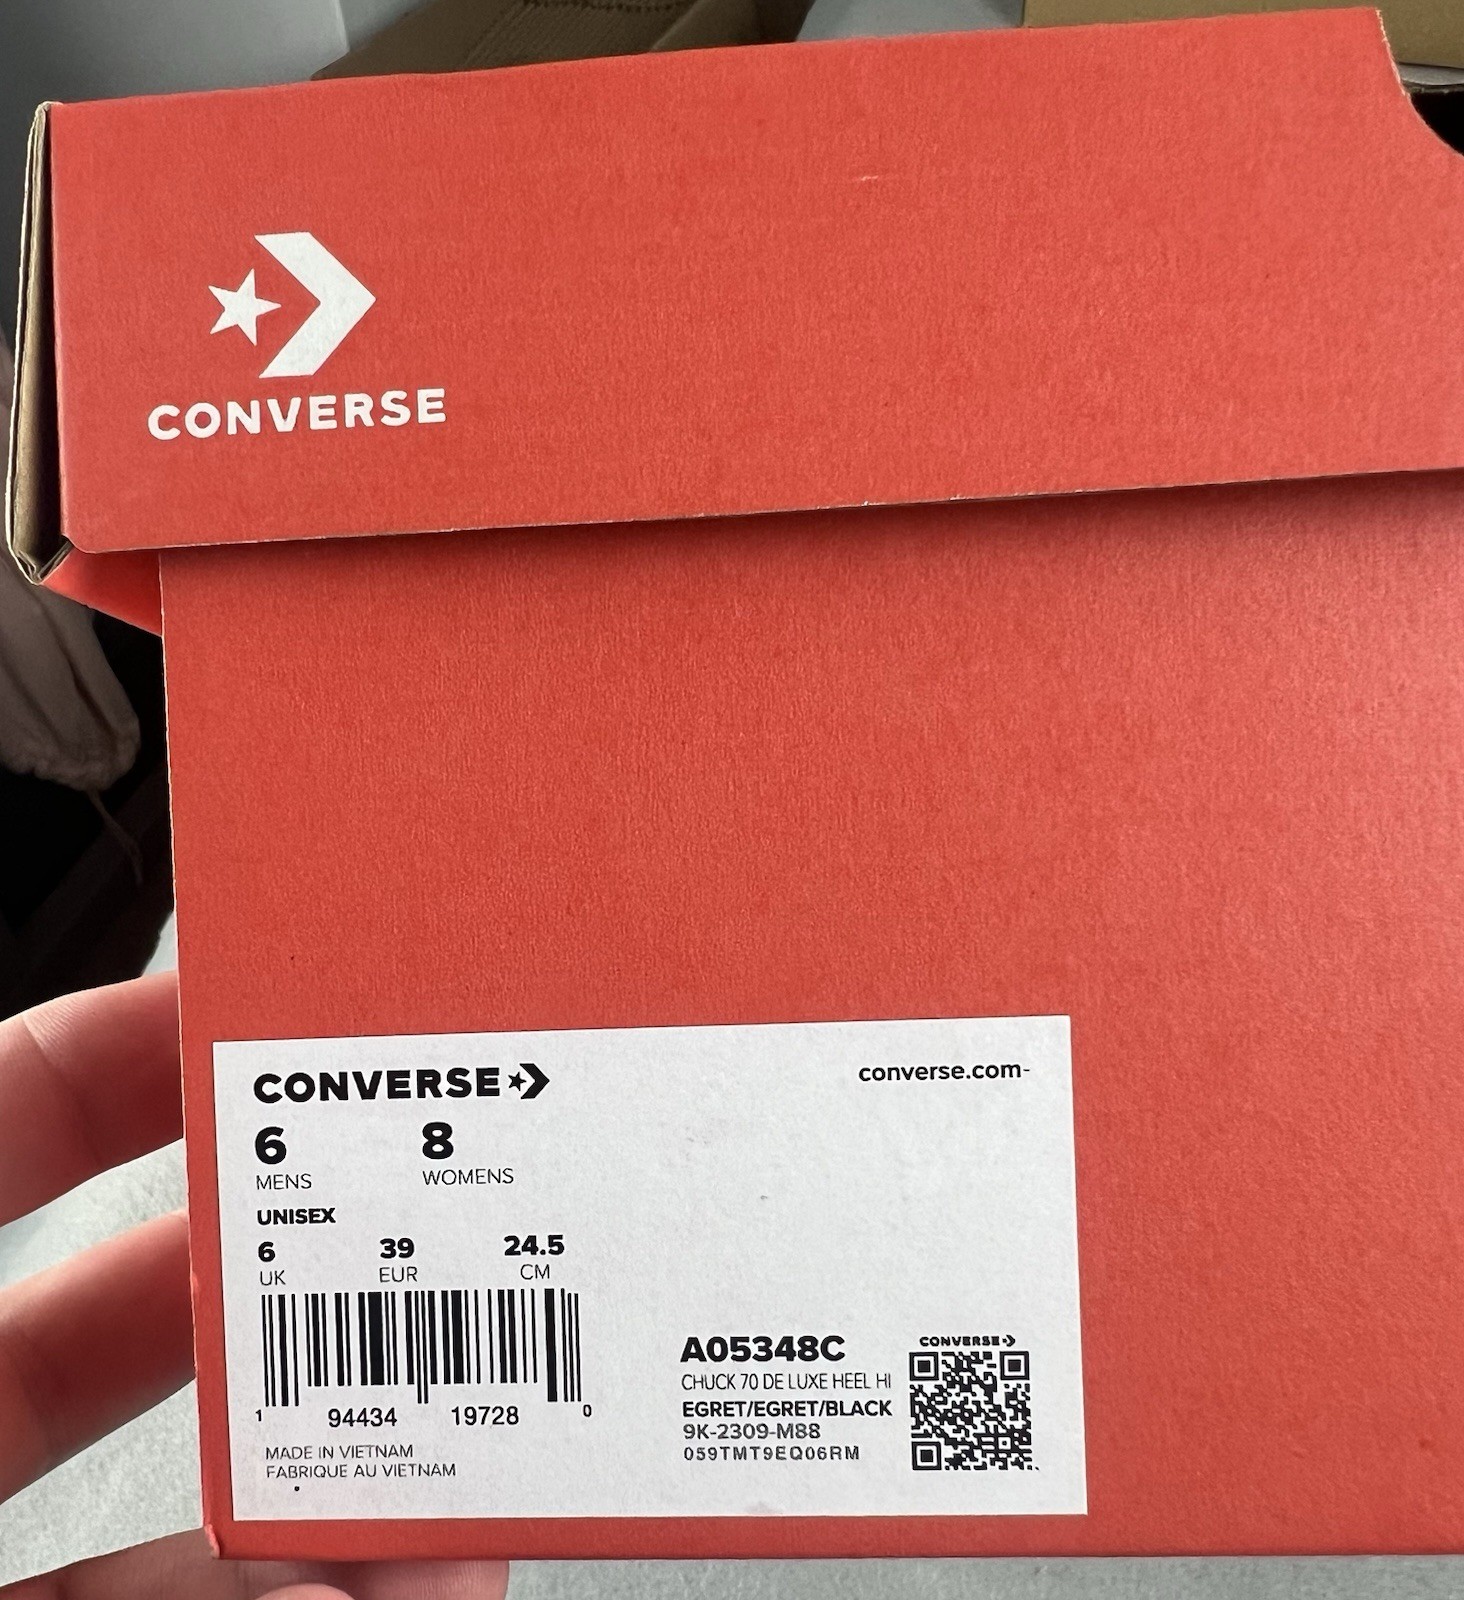 CONVERSE
CONVERSE
converse.com-
6 8
MENS WOMENS
UNISEX
6 39 24.5
UK EUR CM
1 94434 19728 0
MADE IN VIETNAM
FABRIQUE AU VIETNAM
A05348C
CHUCK 70 DE LUXE HEEL HI
EGRET/EGRET/BLACK
9K-2309-M88
059TMT9EQ06RM
CONVERSE